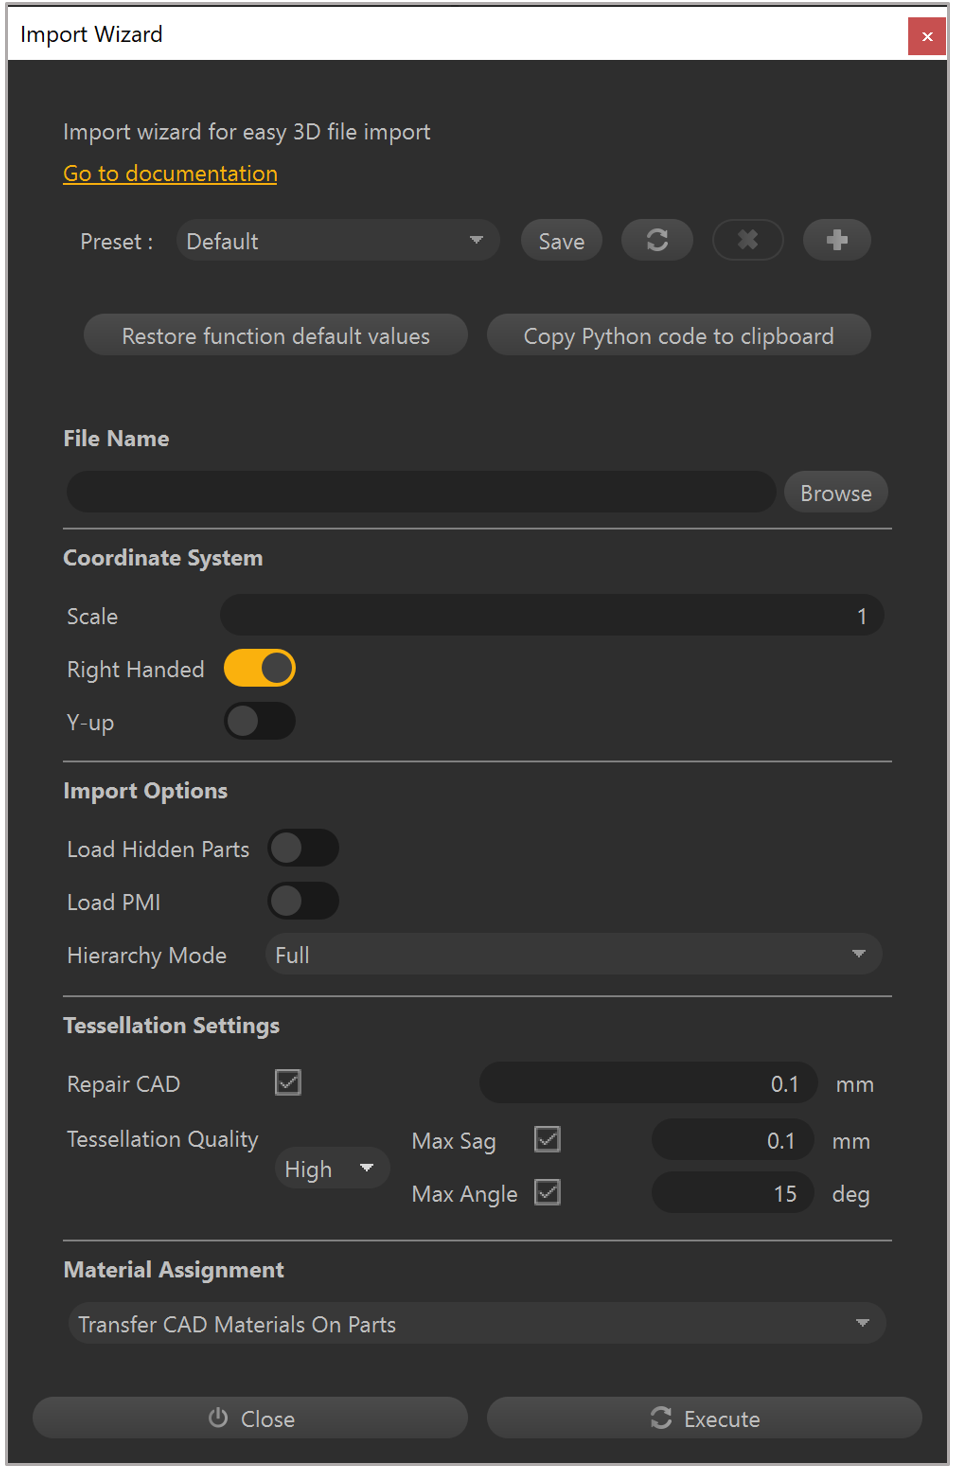 Import Wizard
Import wizard for easy 3D file import
Go to documentation
Preset : Default Save
Restore function default values Copy Python code to clipboard
File Name
Browse
Coordinate System
Scale 1
Right Handed
Y-up
Import Options
Load Hidden Parts
Load PMI
Hierarchy Mode Full
Tessellation Settings
Repair CAD 0.1 mm
Tessellation Quality High
Max Sag 0.1 mm
Max Angle 15 deg
Material Assignment
Transfer CAD Materials On Parts
Close Execute